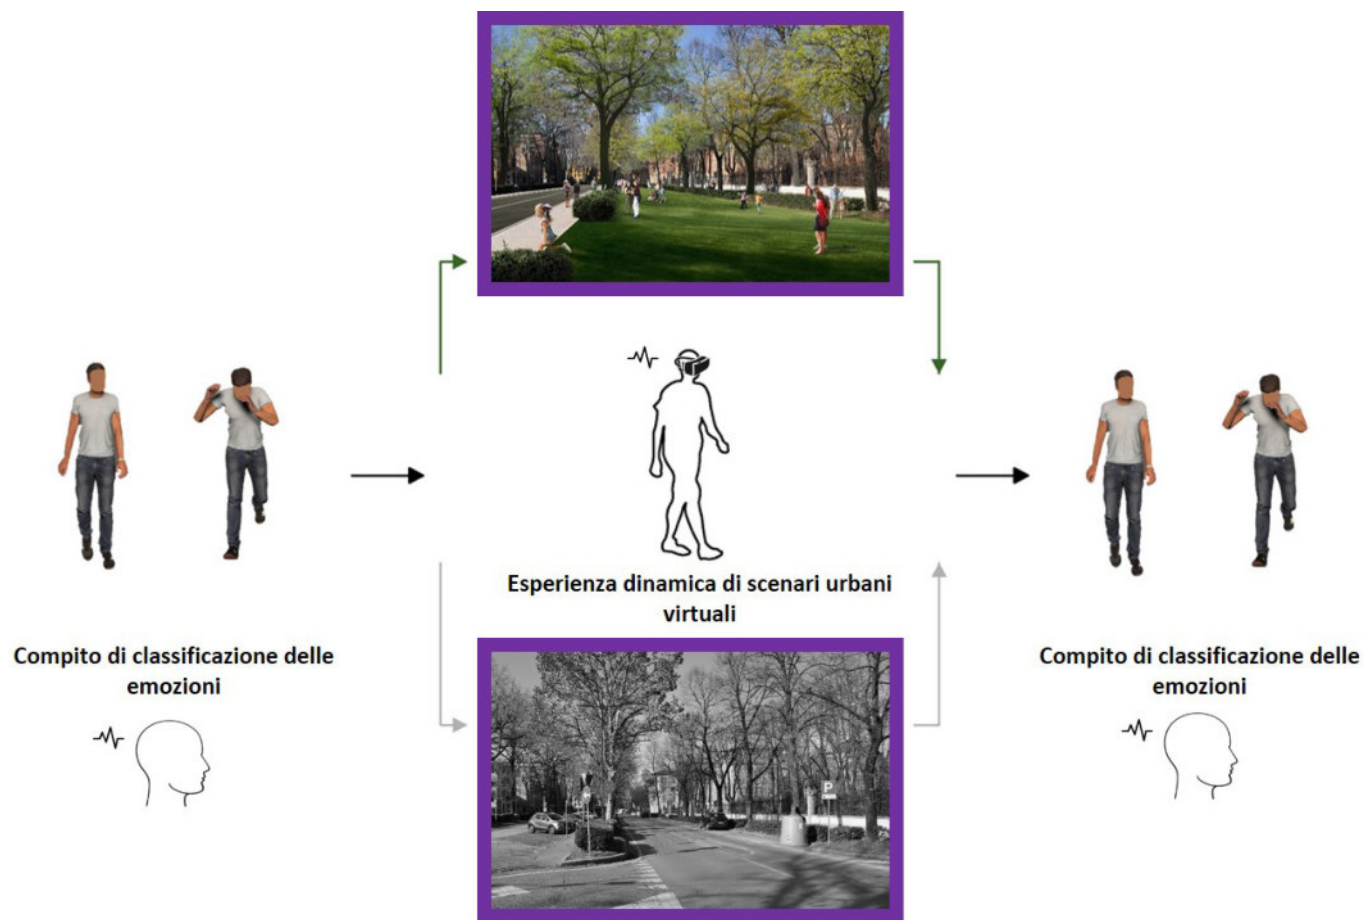 Esperienza dinamica di scenari urbani
virtuali
Compito di classificazione delle
emozioni
Compito di classificazione delle
emozioni
P